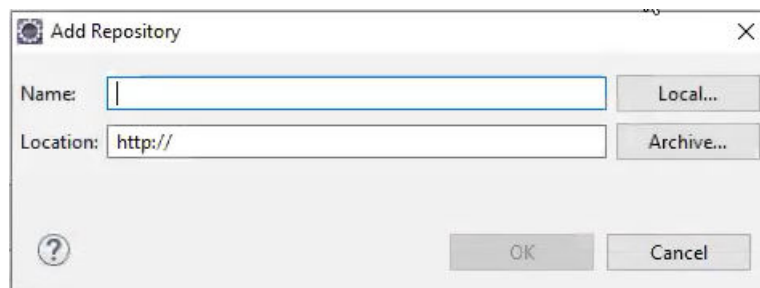 Add Repository
Name: Local...
Location: http:// Archive...
? OK Cancel